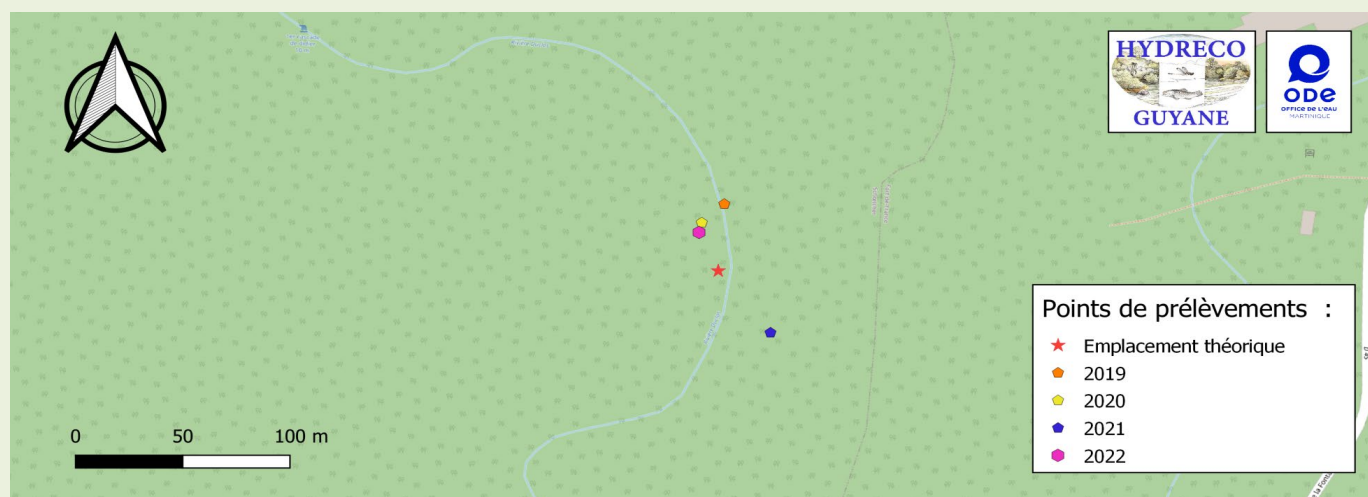 HYDRECO
GUYANE
ODe
OFFICE DE L'EAU
MARTINIQUE
Points de prélèvements :
Emplacement théorique
2019
2020
2021
2022
0 50 100 m